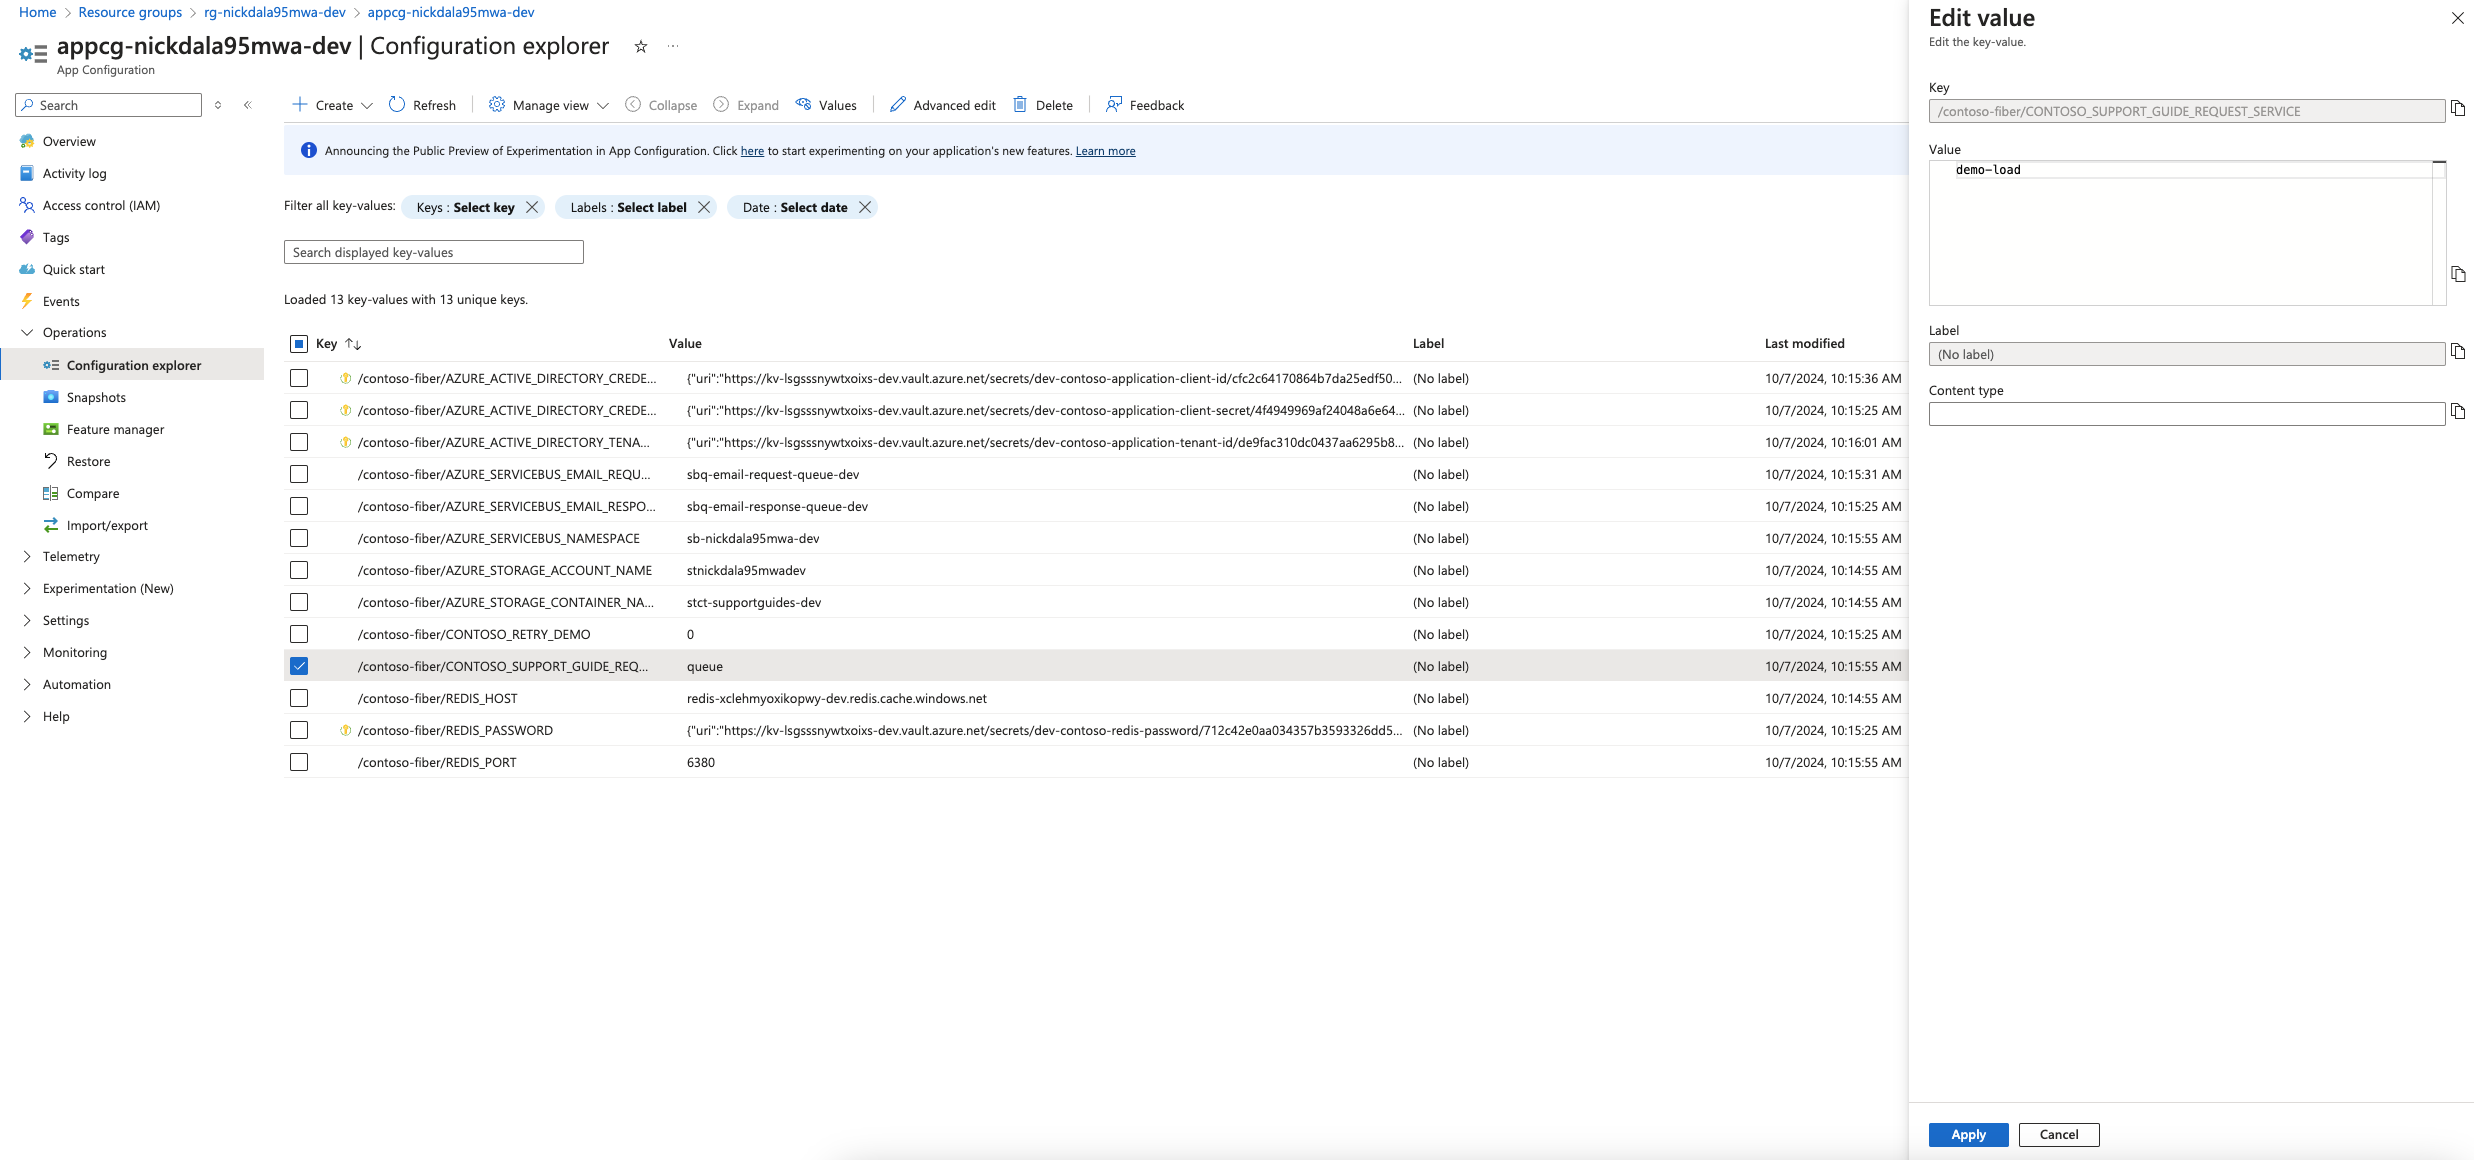 Home > Resource groups > rg-nickdala95mwa-dev > appcg-nickdala95mwa-dev
appcg-nickdala95mwa-dev | Configuration explorer
App Configuration
Search
Overview
Activity log
Access control (IAM)
Tags
Quick start
Events
Operations
Configuration explorer
Snapshots
Feature manager
Restore
Compare
Import/export
Telemetry
Experimentation (New)
Settings
Monitoring
Automation
Help
Create Refresh Manage view Collapse Expand Values Advanced edit Delete Feedback
Announcing the Public Preview of Experimentation in App Configuration. Click here to start experimenting on your application's new features. Learn more
Filter all key-values: Keys : Select key Labels : Select label Date : Select date
Search displayed key-values
Loaded 13 key-values with 13 unique keys.
Key Value Label Last modified
/contoso-fiber/AZURE_ACTIVE_DIRECTORY_CREDE... {"uri":"https://kv-lsgsssnywtxoixs-dev.vault.azure.net/secrets/dev-contoso-application-client-id/cfc2c64170864b7da25edf50... (No label) 10/7/2024, 10:15:36 AM
/contoso-fiber/AZURE_ACTIVE_DIRECTORY_CREDE... {"uri":"https://kv-lsgsssnywtxoixs-dev.vault.azure.net/secrets/dev-contoso-application-client-secret/4f4949969af24048a6e64... (No label) 10/7/2024, 10:15:25 AM
/contoso-fiber/AZURE_ACTIVE_DIRECTORY_TENA... {"uri":"https://kv-lsgsssnywtxoixs-dev.vault.azure.net/secrets/dev-contoso-application-tenant-id/de9fac310dc0437aa6295b8... (No label) 10/7/2024, 10:16:01 AM
/contoso-fiber/AZURE_SERVICEBUS_EMAIL_REQU... sbq-email-request-queue-dev (No label) 10/7/2024, 10:15:31 AM
/contoso-fiber/AZURE_SERVICEBUS_EMAIL_RESPO... sbq-email-response-queue-dev (No label) 10/7/2024, 10:15:25 AM
/contoso-fiber/AZURE_SERVICEBUS_NAMESPACE sb-nickdala95mwa-dev (No label) 10/7/2024, 10:15:55 AM
/contoso-fiber/AZURE_STORAGE_ACCOUNT_NAME stnickdala95mwadev (No label) 10/7/2024, 10:14:55 AM
/contoso-fiber/AZURE_STORAGE_CONTAINER_NA... stct-supportguides-dev (No label) 10/7/2024, 10:14:55 AM
/contoso-fiber/CONTOSO_RETRY_DEMO 0 (No label) 10/7/2024, 10:15:25 AM
/contoso-fiber/CONTOSO_SUPPORT_GUIDE_REQ... queue (No label) 10/7/2024, 10:15:55 AM
/contoso-fiber/REDIS_HOST redis-xclehmyoxikopwy-dev.redis.cache.windows.net (No label) 10/7/2024, 10:14:55 AM
/contoso-fiber/REDIS_PASSWORD {"uri":"https://kv-lsgsssnywtxoixs-dev.vault.azure.net/secrets/dev-contoso-redis-password/712c42e0aa034357b3593326dd5... (No label) 10/7/2024, 10:15:25 AM
/contoso-fiber/REDIS_PORT 6380 (No label) 10/7/2024, 10:15:55 AM
Edit value
Edit the key-value.
Key
/contoso-fiber/CONTOSO_SUPPORT_GUIDE_REQUEST_SERVICE
Value
demo-load
Label
(No label)
Content type
Apply Cancel